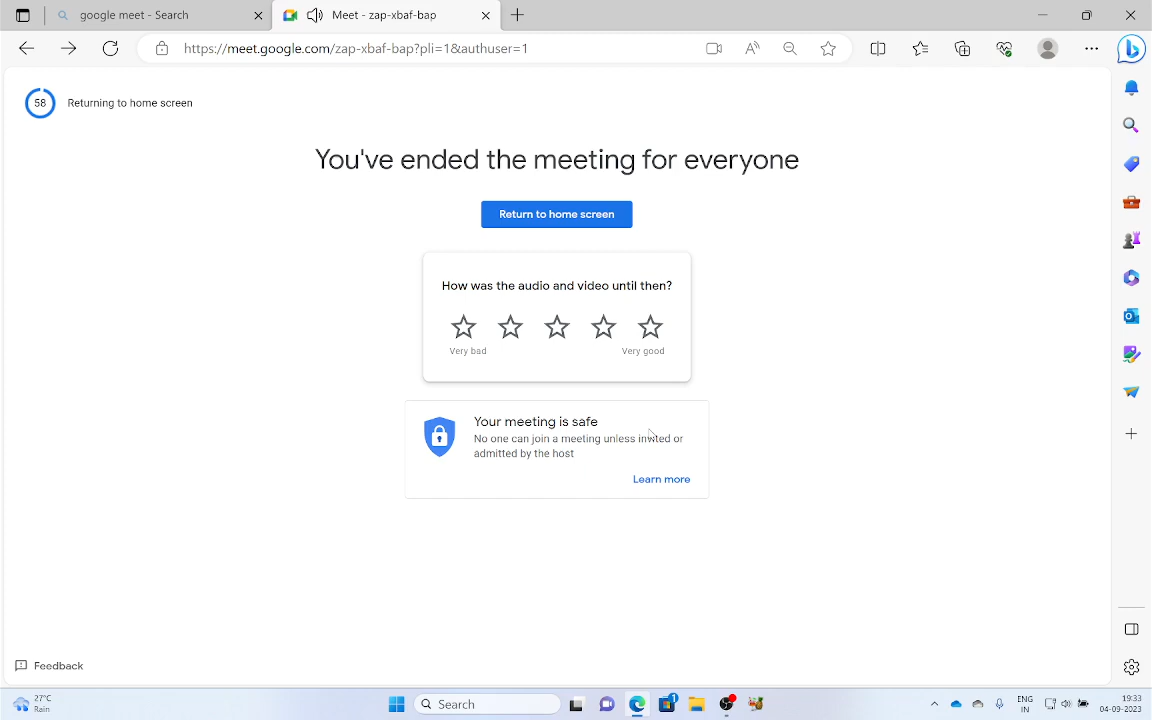 google meet - Search
Meet - zap-xbaf-bap
https://meet.google.com/zap-xbaf-bap?pli=1&authuser=1
58 Returning to home screen
You've ended the meeting for everyone
Return to home screen
How was the audio and video until then?
Very bad Very good
Your meeting is safe
No one can join a meeting unless invited or
admitted by the host
Learn more
Feedback
27°C
Rain
Search
1
ENG
IN
19:33
04-09-2023